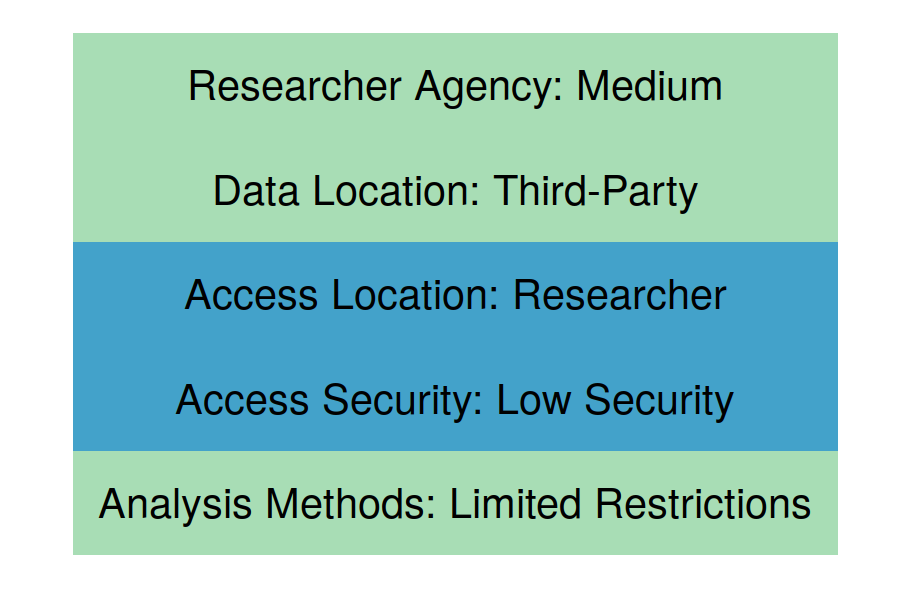 Researcher Agency: Medium
Data Location: Third-Party
Access Location: Researcher
Access Security: Low Security
Analysis Methods: Limited Restrictions